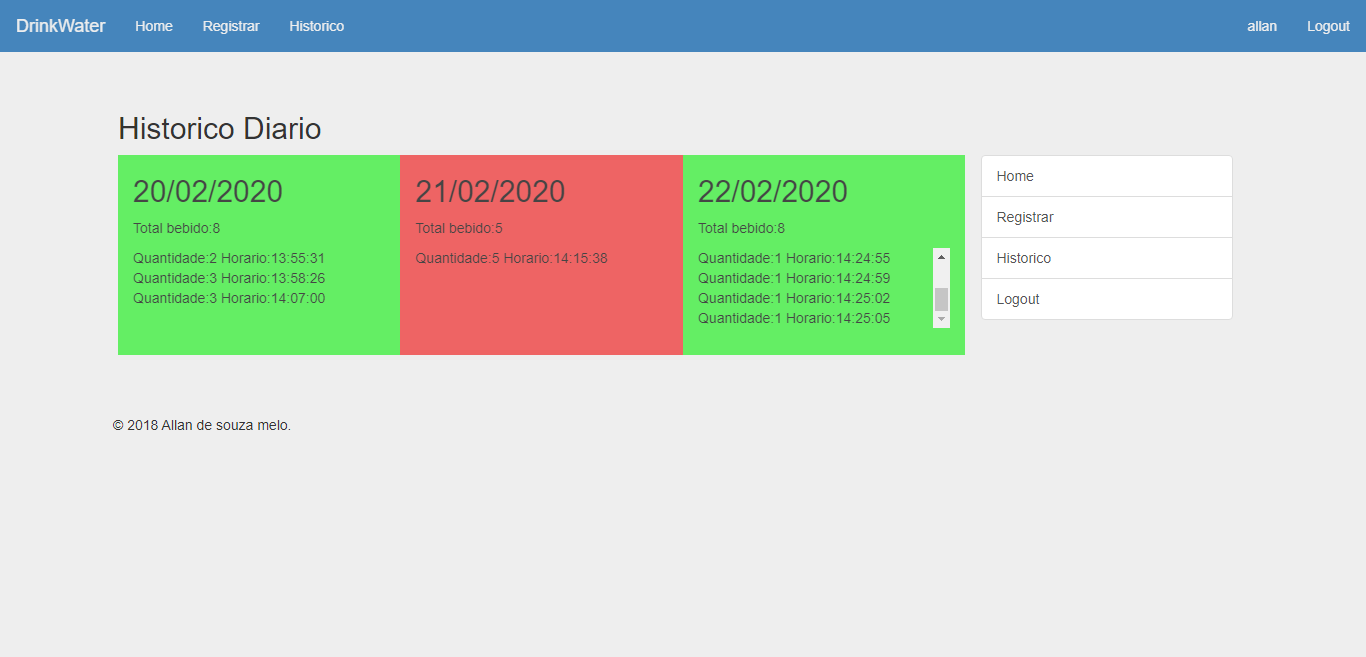 DrinkWater Home Registrar Historico allan Logout
Historico Diario
20/02/2020
Total bebido:8
Quantidade:2 Horario:13:55:31
Quantidade:3 Horario:13:58:26
Quantidade:3 Horario:14:07:00
21/02/2020
Total bebido:5
Quantidade:5 Horario:14:15:38
22/02/2020
Total bebido:8
Quantidade:1 Horario:14:24:55
Quantidade:1 Horario:14:24:59
Quantidade:1 Horario:14:25:02
Quantidade:1 Horario:14:25:05
Home
Registrar
Historico
Logout
© 2018 Allan de souza melo.